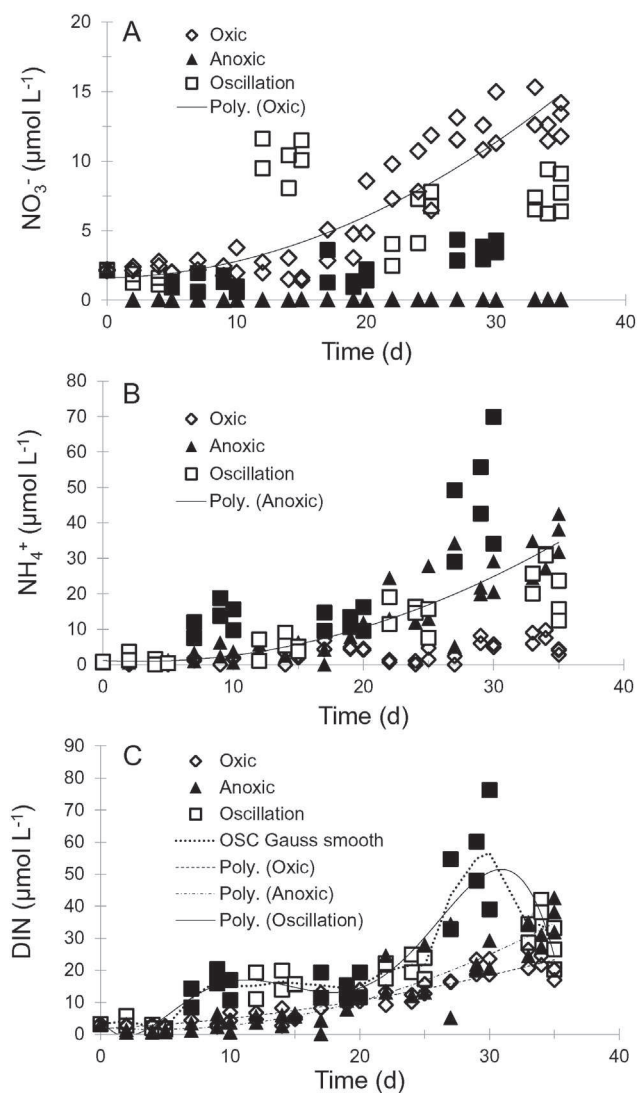 A
NO₃⁻ (µmol L⁻¹)
20
15
10
5
0
Oxic
Anoxic
Oscillation
Poly. (Oxic)
0 10 20 30 40
Time (d)
B
NH₄⁺ (µmol L⁻¹)
80
70
60
50
40
30
20
10
0
Oxic
Anoxic
Oscillation
Poly. (Anoxic)
0 10 20 30 40
Time (d)
C
DIN (µmol L⁻¹)
90
80
70
60
50
40
30
20
10
0
Oxic
Anoxic
Oscillation
OSC Gauss smooth
Poly. (Oxic)
Poly. (Anoxic)
Poly. (Oscillation)
0 10 20 30 40
Time (d)